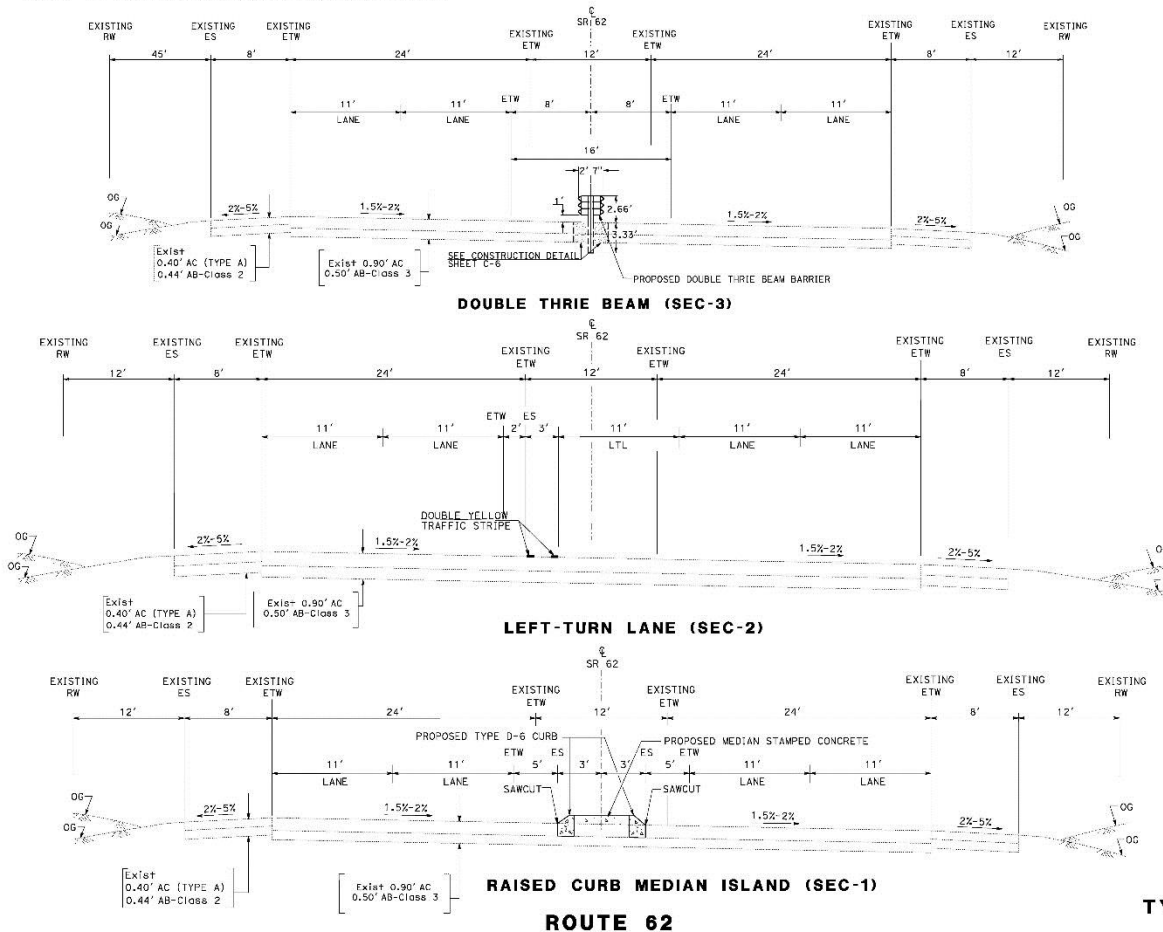 ℄
SR 62
EXISTING RW
EXISTING ES
EXISTING ETW
EXISTING ETW
EXISTING ETW
EXISTING ETW
EXISTING ES
EXISTING RW
45' 8' 24' 12' 24' 8' 12'
11' LANE
11' LANE
ETW
8'
8'
ETW
11' LANE
11' LANE
16'
2' 7"
1'
2.66'
3.33'
OG
OG
2%-5%
1.5%-2%
1.5%-2%
2%-5%
OG
OG
Exist
0.40' AC (TYPE A)
0.44' AB-Class 2
Exist 0.90' AC
0.50' AB-Class 3
SEE CONSTRUCTION DETAIL
SHEET C-6
PROPOSED DOUBLE THRIE BEAM BARRIER
DOUBLE THRIE BEAM (SEC-3)
℄
SR 62
EXISTING RW
EXISTING ES
EXISTING ETW
EXISTING ETW
EXISTING ETW
EXISTING ETW
EXISTING ES
EXISTING RW
12' 8' 24' 12' 24' 8' 12'
11' LANE
11' LANE
ETW
2'
ES
3'
11' LTL
11' LANE
11' LANE
DOUBLE YELLOW
TRAFFIC STRIPE
OG
OG
2%-5%
1.5%-2%
1.5%-2%
2%-5%
OG
Exist
0.40' AC (TYPE A)
0.44' AB-Class 2
Exist 0.90' AC
0.50' AB-Class 3
LEFT-TURN LANE (SEC-2)
℄
SR 62
EXISTING RW
EXISTING ES
EXISTING ETW
EXISTING ETW
EXISTING ETW
EXISTING ETW
EXISTING ES
EXISTING RW
12' 8' 24' 12' 24' 8' 12'
PROPOSED TYPE D-6 CURB
PROPOSED MEDIAN STAMPED CONCRETE
11' LANE
11' LANE
ETW
5'
ES
3'
3'
ES
5'
ETW
11' LANE
11' LANE
SAWCUT
SAWCUT
OG
OG
2%-5%
1.5%-2%
1.5%-2%
2%-5%
OG
OG
Exist
0.40' AC (TYPE A)
0.44' AB-Class 2
Exist 0.90' AC
0.50' AB-Class 3
RAISED CURB MEDIAN ISLAND (SEC-1)
ROUTE 62